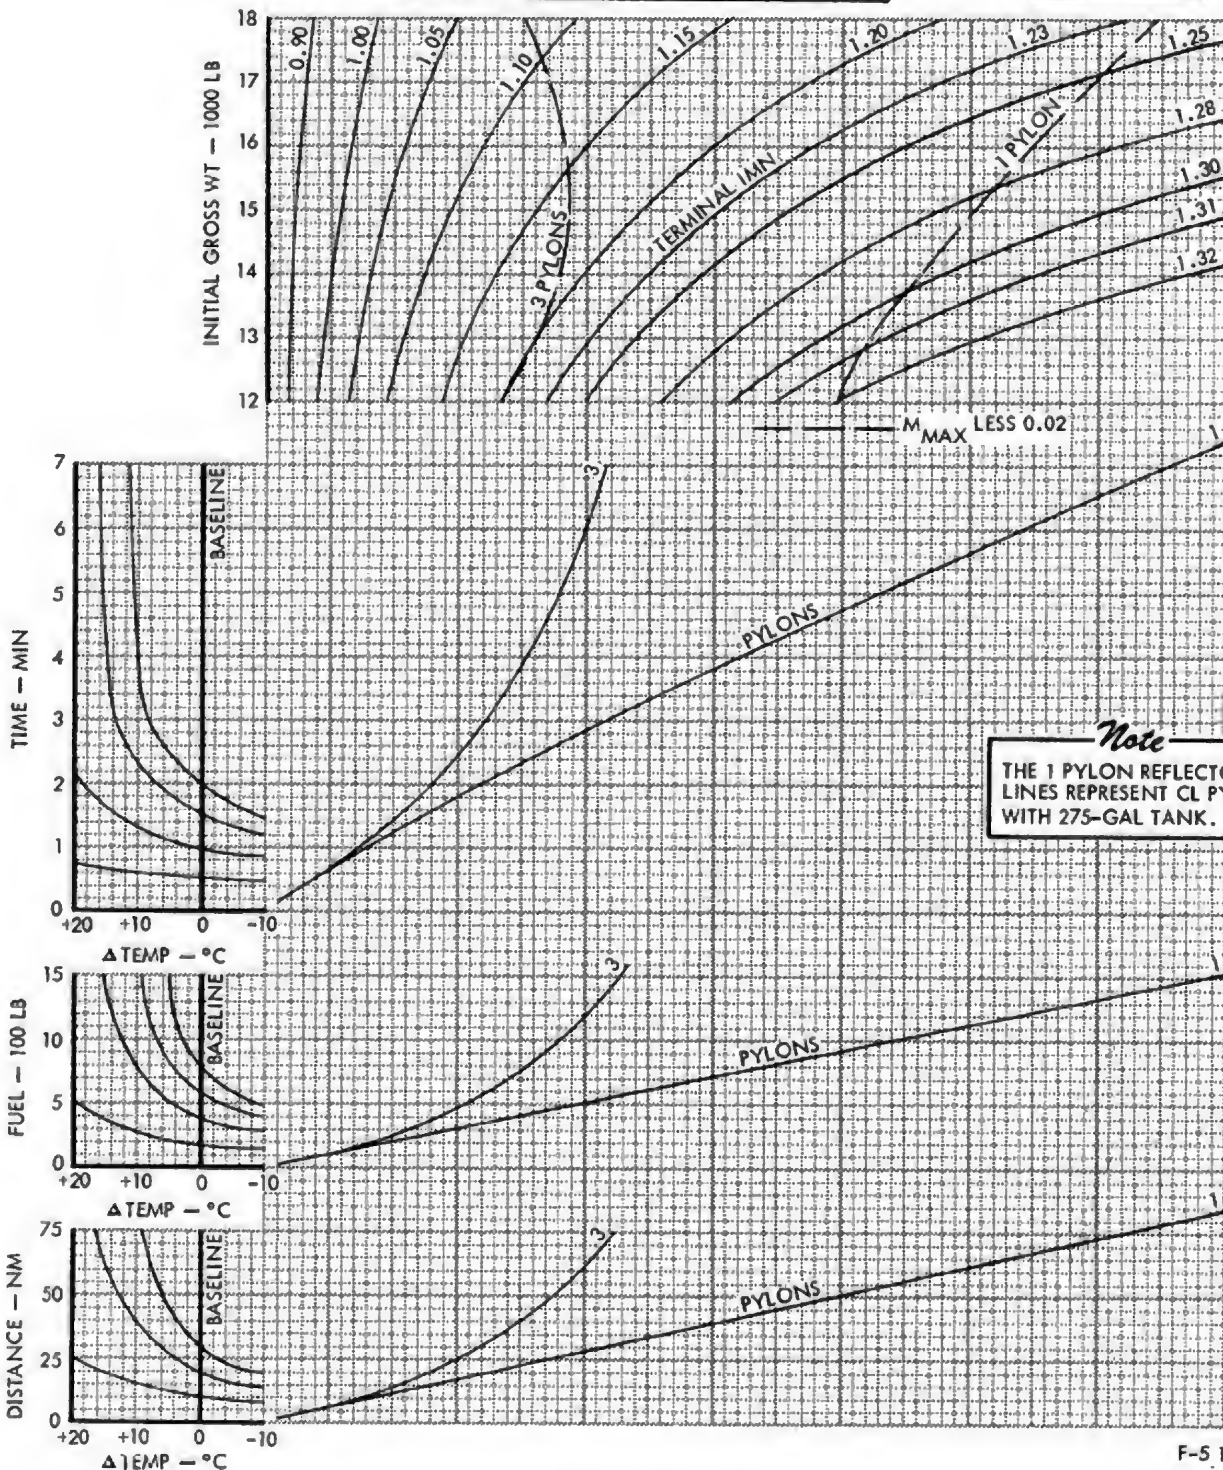 18
17
16
15
14
13
12
INITIAL GROSS WT — 1000 LB
0.90
1.00
1.05
1.10
1.15
1.20
1.23
1.25
1.28
1.30
1.31
1.32
3 PYLONS
TERMINAL IMN
1 PYLON
M MAX LESS 0.02
7
6
5
4
3
2
1
0
TIME — MIN
BASELINE
+20 +10 0 -10
Δ TEMP — °C
3
PYLONS
1
Note
THE 1 PYLON REFLECTO
LINES REPRESENT CL PY
WITH 275-GAL TANK.
15
10
5
0
FUEL — 100 LB
BASELINE
+20 +10 0 -10
Δ TEMP — °C
3
PYLONS
1
75
50
25
0
DISTANCE — NM
BASELINE
+20 +10 0 -10
Δ TEMP — °C
3
PYLONS
1
F-5